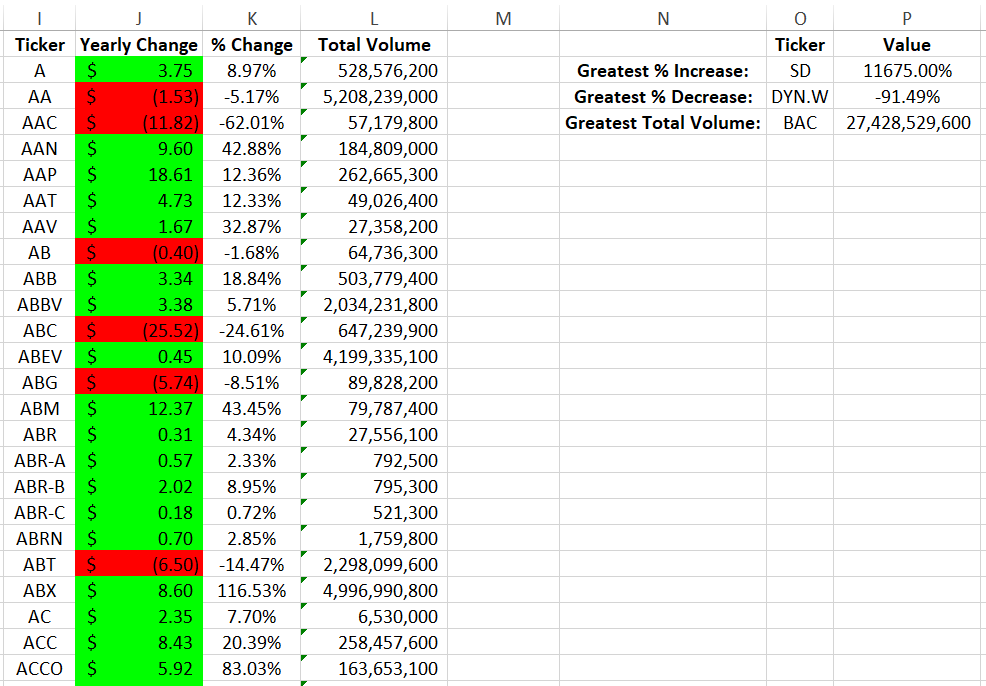 I J K L M N O P
Ticker Yearly Change % Change Total Volume Ticker Value
A $ 3.75 8.97% 528,576,200 Greatest % Increase: SD 11675.00%
AA $ (1.53) -5.17% 5,208,239,000 Greatest % Decrease: DYN.W -91.49%
AAC $ (11.82) -62.01% 57,179,800 Greatest Total Volume: BAC 27,428,529,600
AAN $ 9.60 42.88% 184,809,000
AAP $ 18.61 12.36% 262,665,300
AAT $ 4.73 12.33% 49,026,400
AAV $ 1.67 32.87% 27,358,200
AB $ (0.40) -1.68% 64,736,300
ABB $ 3.34 18.84% 503,779,400
ABBV $ 3.38 5.71% 2,034,231,800
ABC $ (25.52) -24.61% 647,239,900
ABEV $ 0.45 10.09% 4,199,335,100
ABG $ (5.74) -8.51% 89,828,200
ABM $ 12.37 43.45% 79,787,400
ABR $ 0.31 4.34% 27,556,100
ABR-A $ 0.57 2.33% 792,500
ABR-B $ 2.02 8.95% 795,300
ABR-C $ 0.18 0.72% 521,300
ABRN $ 0.70 2.85% 1,759,800
ABT $ (6.50) -14.47% 2,298,099,600
ABX $ 8.60 116.53% 4,996,990,800
AC $ 2.35 7.70% 6,530,000
ACC $ 8.43 20.39% 258,457,600
ACCO $ 5.92 83.03% 163,653,100